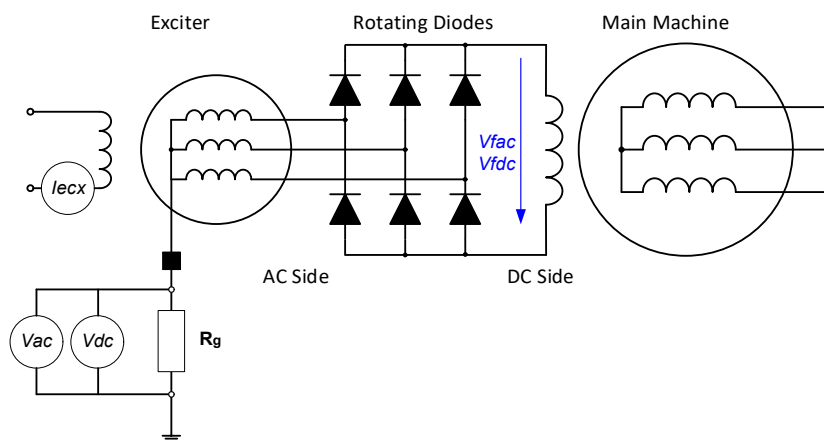 Exciter
Rotating Diodes
Main Machine
Vfac
Vfdc
Iecx
AC Side
DC Side
Vac
Vdc
Rg